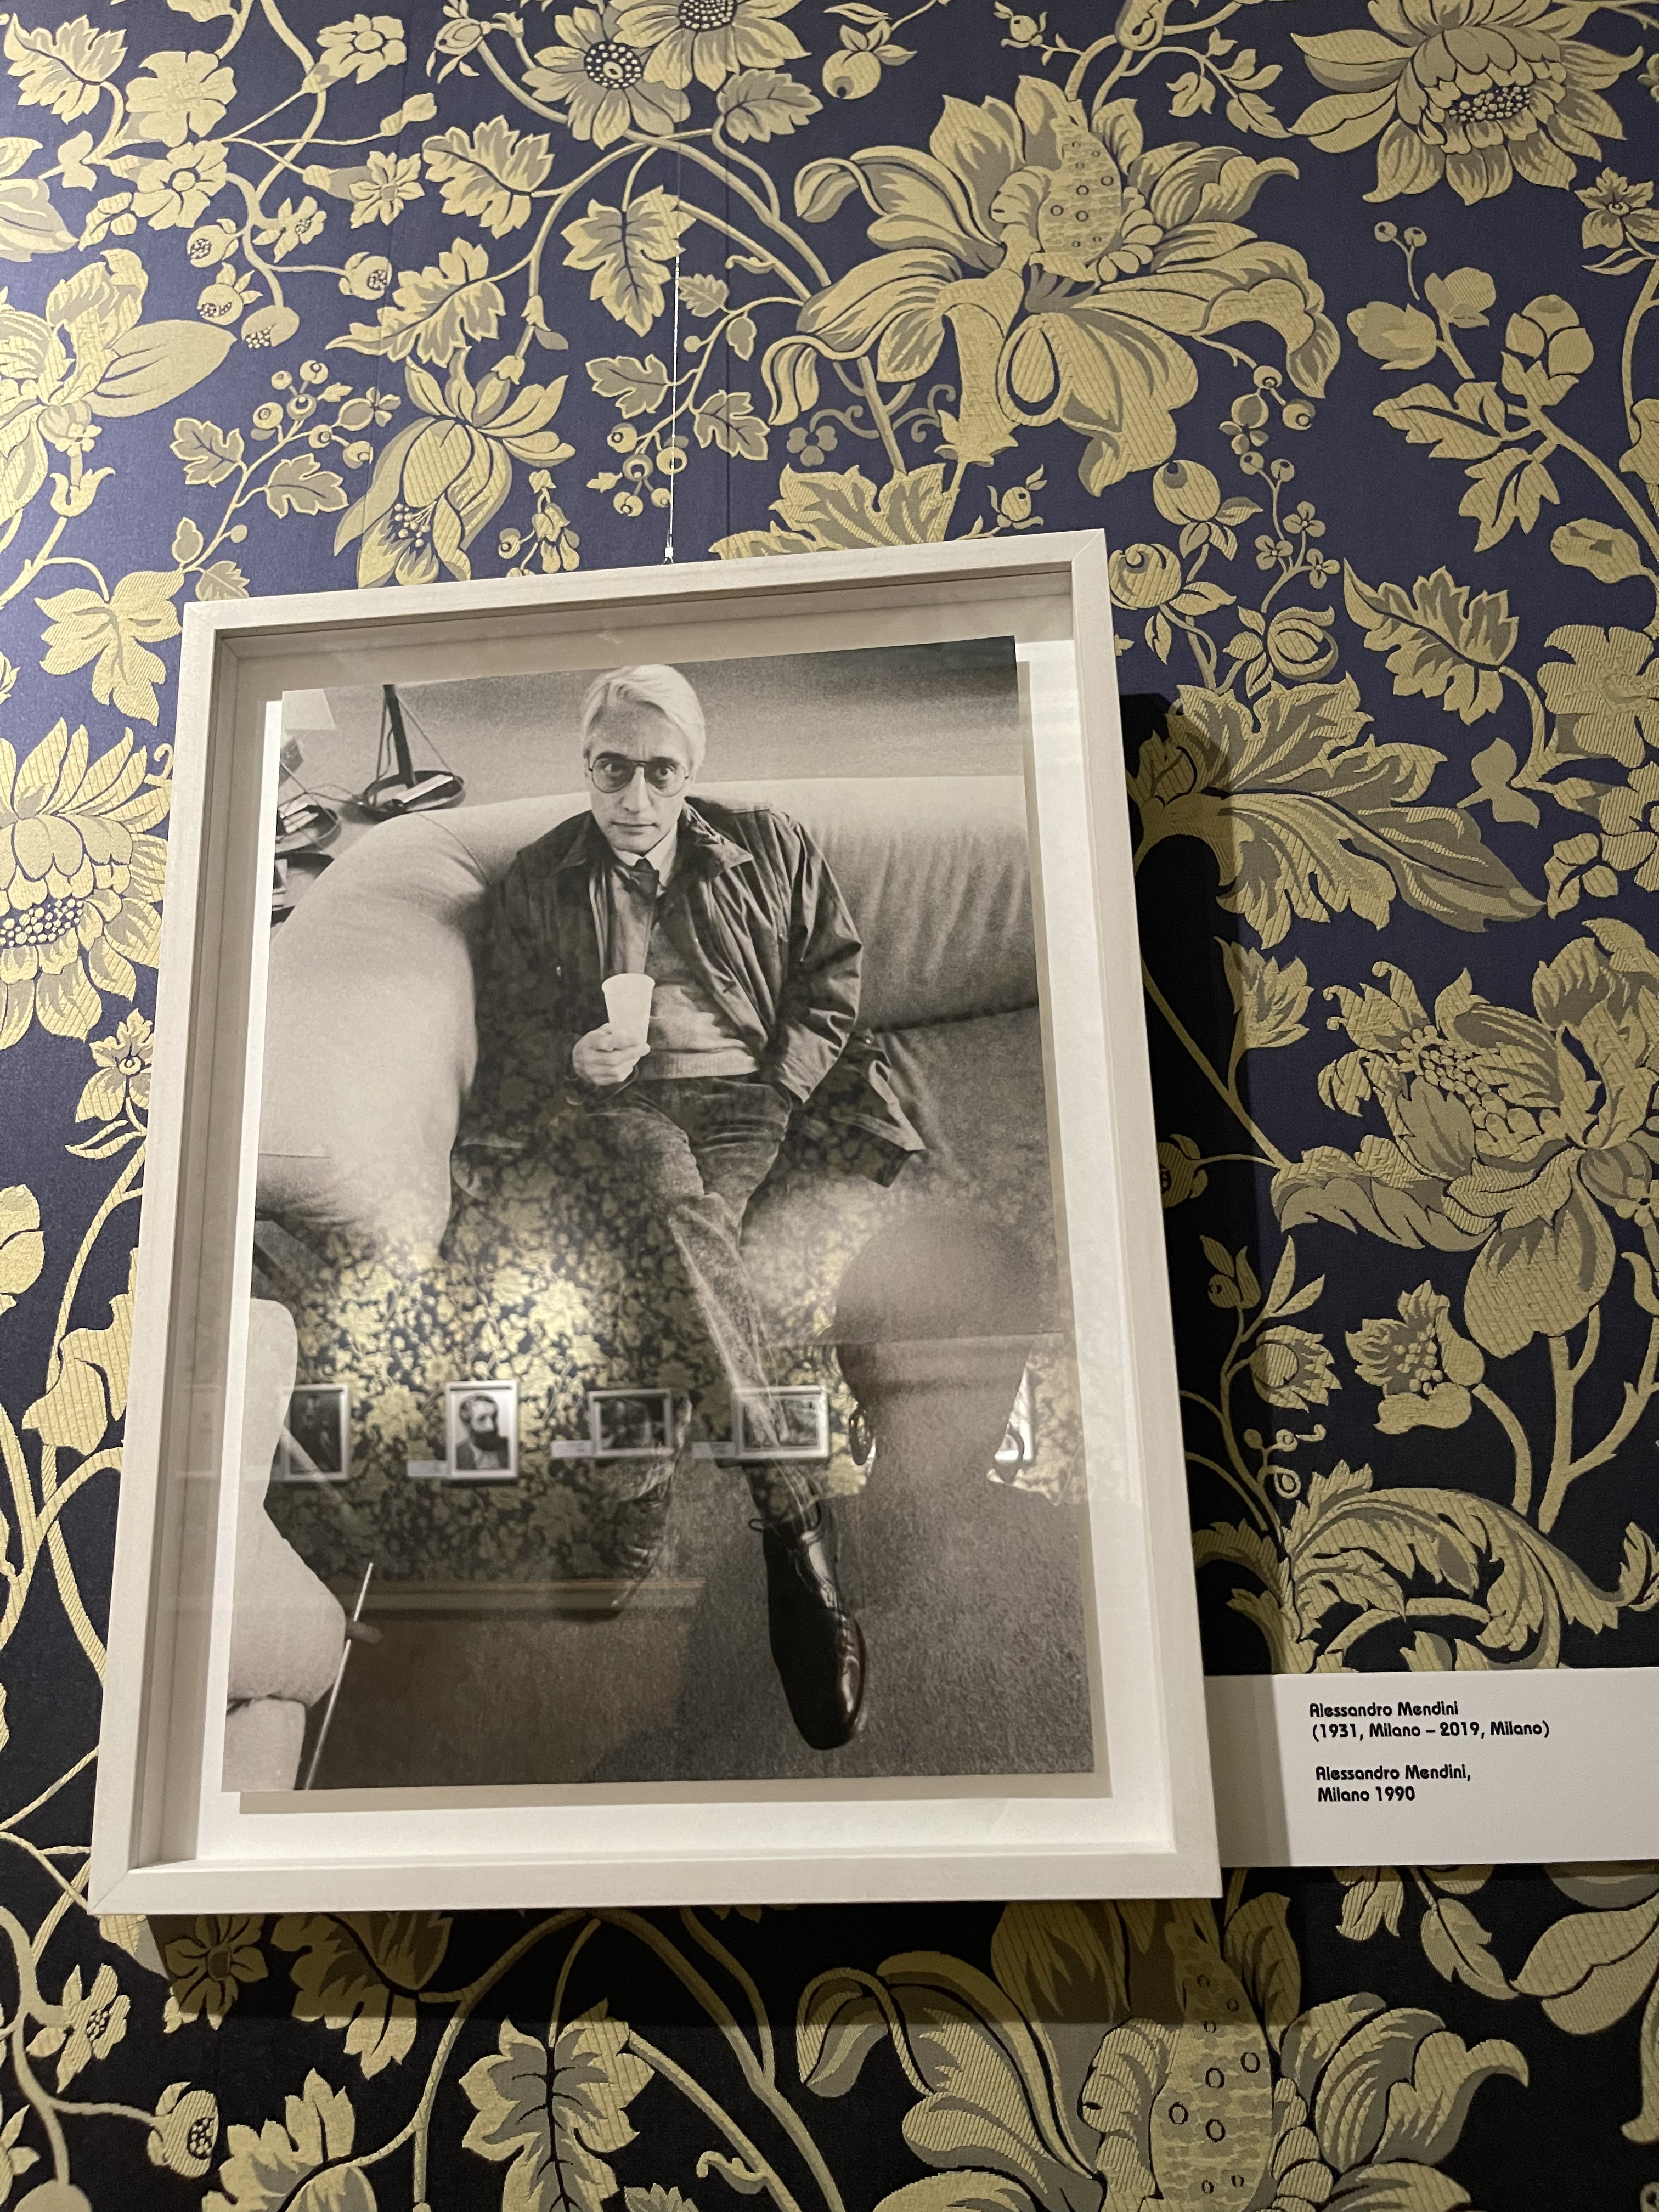 Alessandro Mendini
(1931, Milano – 2019, Milano)
Alessandro Mendini,
Milano 1990